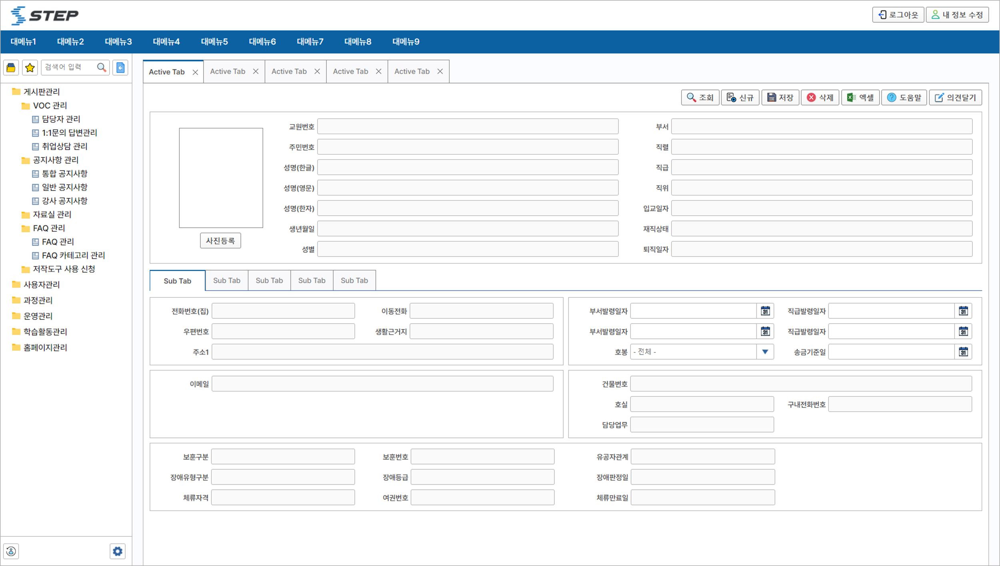 STEP
로그아웃 내 정보 수정
대메뉴1 대메뉴2 대메뉴3 대메뉴4 대메뉴5 대메뉴6 대메뉴7 대메뉴8 대메뉴9
검색어 입력
게시판관리
VOC 관리
담당자 관리
1:1문의 답변관리
취업상담 관리
공지사항 관리
통합 공지사항
일반 공지사항
강사 공지사항
자료실 관리
FAQ 관리
FAQ 관리
FAQ 카테고리 관리
저작도구 사용 신청
사용자관리
과정관리
운영관리
학습활동관리
홈페이지관리
Active Tab Active Tab Active Tab Active Tab Active Tab
조회 신규 저장 삭제 엑셀 도움말 의견달기
사진등록
교원번호 부서
주민번호 직렬
성명(한글) 직급
성명(영문) 직위
성명(한자) 입교일자
생년월일 재직상태
성별 퇴직일자
Sub Tab Sub Tab Sub Tab Sub Tab Sub Tab
전화번호(집) 이동전화
우편번호 생활근거지
주소1
부서발령일자 31 직급발령일자 31
부서발령일자 31 직급발령일자 31
호봉 - 전체 - 송금기준일 31
이메일
건물번호
호실 구내전화번호
담당업무
보훈구분 보훈번호 유공자관계
장애유형구분 장애등급 장애판정일
체류자격 여권번호 체류만료일